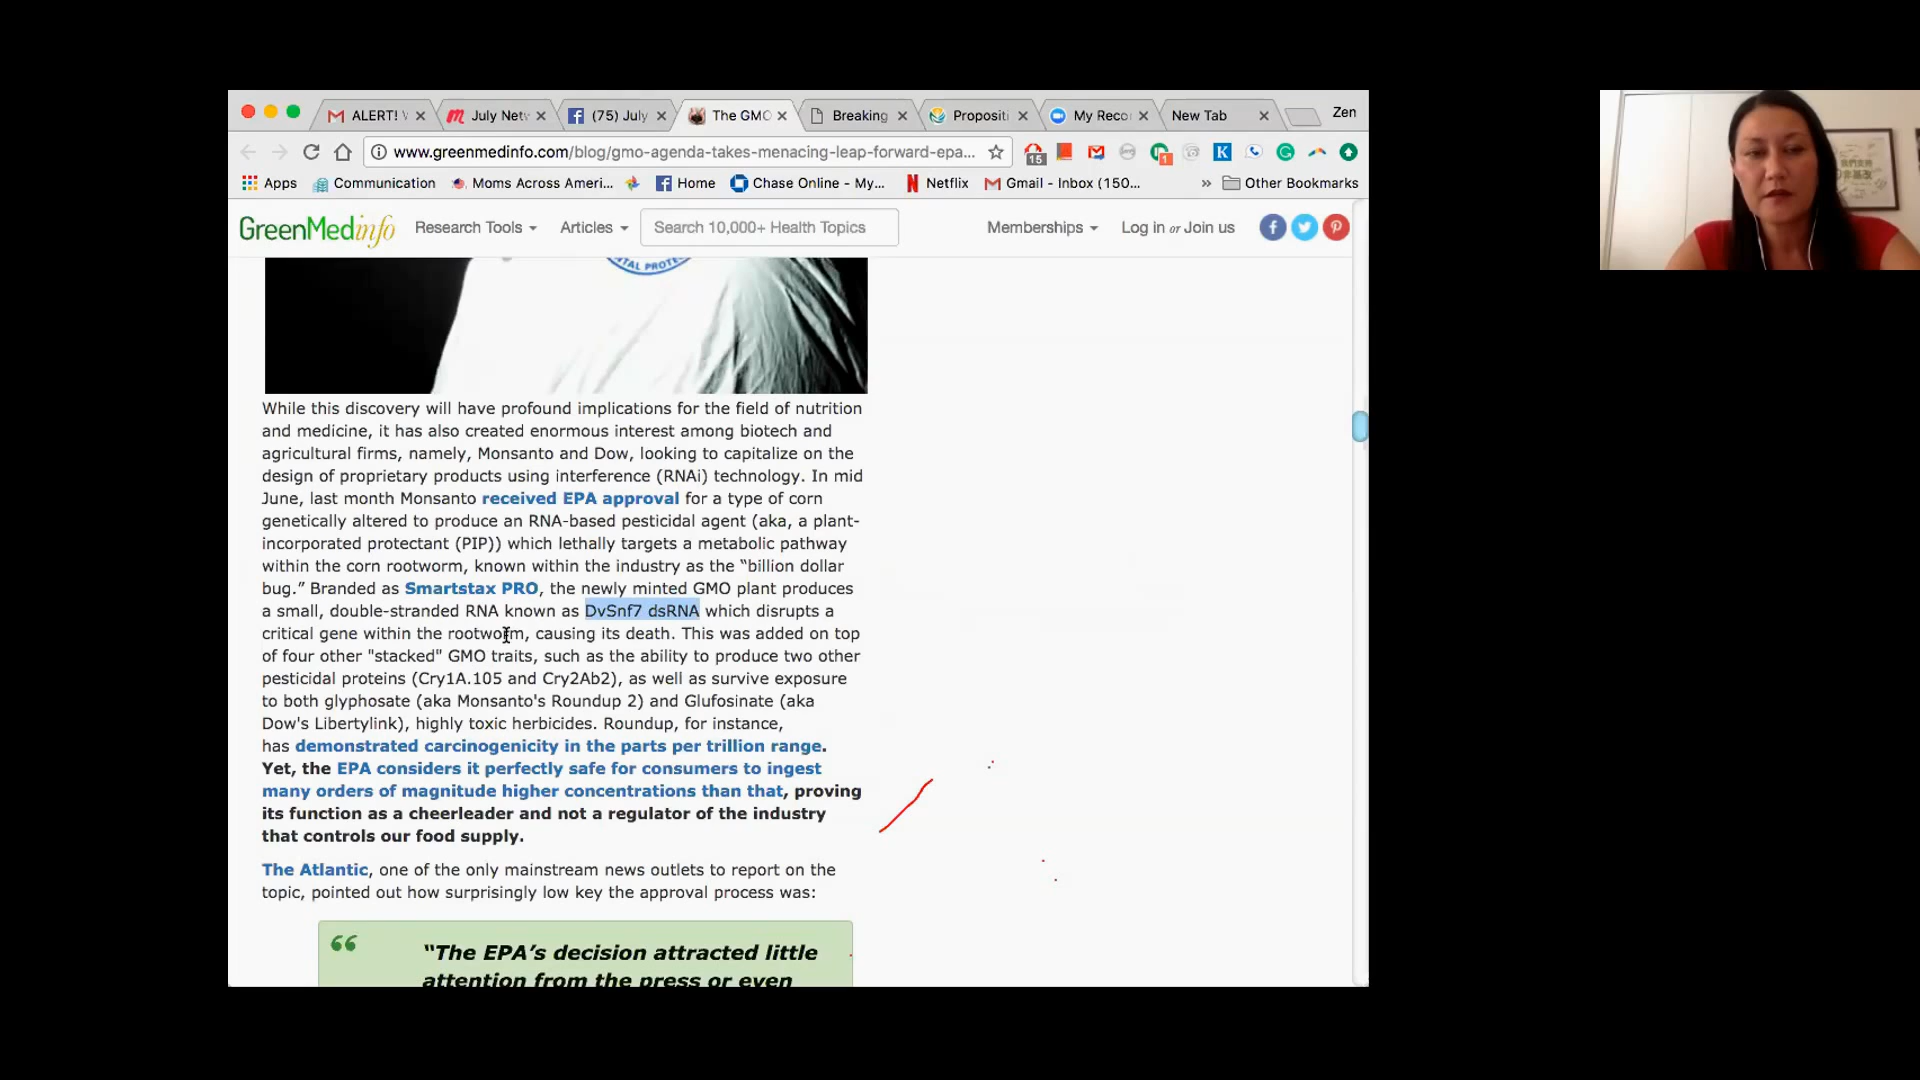 ALERT! V
July Net
(75) July
The GMO
Breaking
Propositi
My Reco
New Tab
Zen
www.greenmedinfo.com/blog/gmo-agenda-takes-menacing-leap-forward-epa...
15
K
1
Apps
Communication
Moms Across Ameri...
Home
Chase Online - My...
Netflix
Gmail - Inbox (150...
»
Other Bookmarks
GreenMedinfo
Research Tools
Articles
Search 10,000+ Health Topics
Memberships
Log in or Join us
TAL PROTE
While this discovery will have profound implications for the field of nutrition
and medicine, it has also created enormous interest among biotech and
agricultural firms, namely, Monsanto and Dow, looking to capitalize on the
design of proprietary products using interference (RNAi) technology. In mid
June, last month Monsanto received EPA approval for a type of corn
genetically altered to produce an RNA-based pesticidal agent (aka, a plant-
incorporated protectant (PIP)) which lethally targets a metabolic pathway
within the corn rootworm, known within the industry as the “billion dollar
bug.” Branded as Smartstax PRO, the newly minted GMO plant produces
a small, double-stranded RNA known as DvSnf7 dsRNA which disrupts a
critical gene within the rootworm, causing its death. This was added on top
of four other "stacked" GMO traits, such as the ability to produce two other
pesticidal proteins (Cry1A.105 and Cry2Ab2), as well as survive exposure
to both glyphosate (aka Monsanto's Roundup 2) and Glufosinate (aka
Dow's Libertylink), highly toxic herbicides. Roundup, for instance,
has demonstrated carcinogenicity in the parts per trillion range.
Yet, the EPA considers it perfectly safe for consumers to ingest
many orders of magnitude higher concentrations than that, proving
its function as a cheerleader and not a regulator of the industry
that controls our food supply.
The Atlantic, one of the only mainstream news outlets to report on the
topic, pointed out how surprisingly low key the approval process was:
“The EPA’s decision attracted little
attention from the press or even